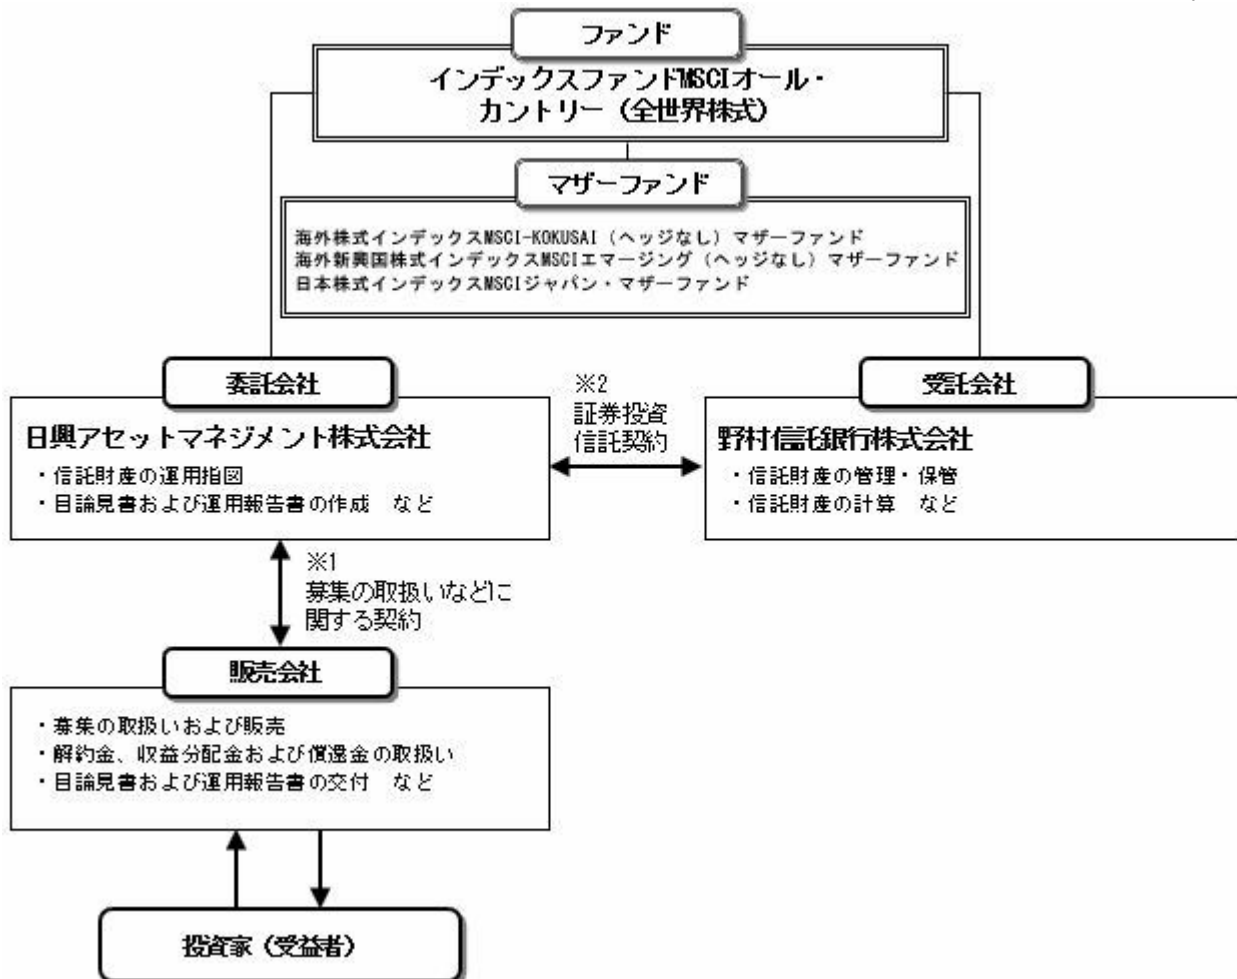 ファンド
インデックスファンドMSCIオール・
カントリー（全世界株式）
マザーファンド
海外株式インデックスMSCI-KOKUSAI（ヘッジなし）マザーファンド
海外新興国株式インデックスMSCIエマージング（ヘッジなし）マザーファンド
日本株式インデックスMSCIジャパン・マザーファンド
委託会社
日興アセットマネジメント株式会社
・信託財産の運用指図
・目論見書および運用報告書の作成　など
※2
証券投資
信託契約
受託会社
野村信託銀行株式会社
・信託財産の管理・保管
・信託財産の計算　など
※1
募集の取扱いなどに
関する契約
販売会社
・募集の取扱いおよび販売
・解約金、収益分配金および償還金の取扱い
・目論見書および運用報告書の交付　など
投資家（受益者）